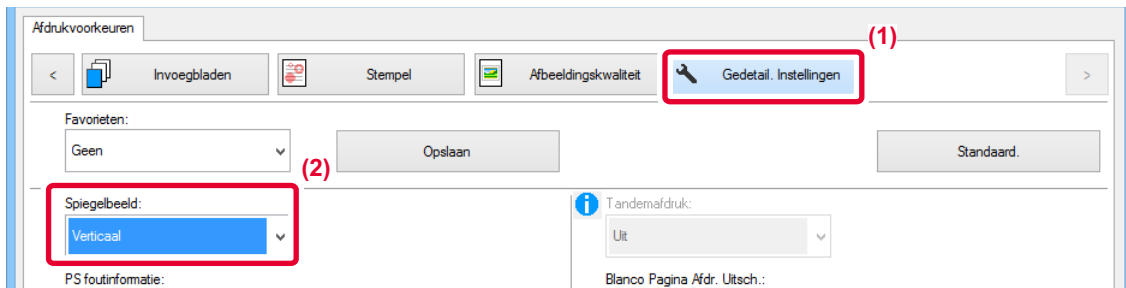 Afdrukvoorkeuren
(1)
< Invoegbladen Stempel Afbeeldingskwaliteit Gedetail. Instellingen >
Favorieten:
Geen Opslaan Standaard.
(2)
Spiegelbeeld: Tandemafdruk:
Verticaal Uit
PS foutinformatie: Blanco Pagina Afdr. Uitsch.: